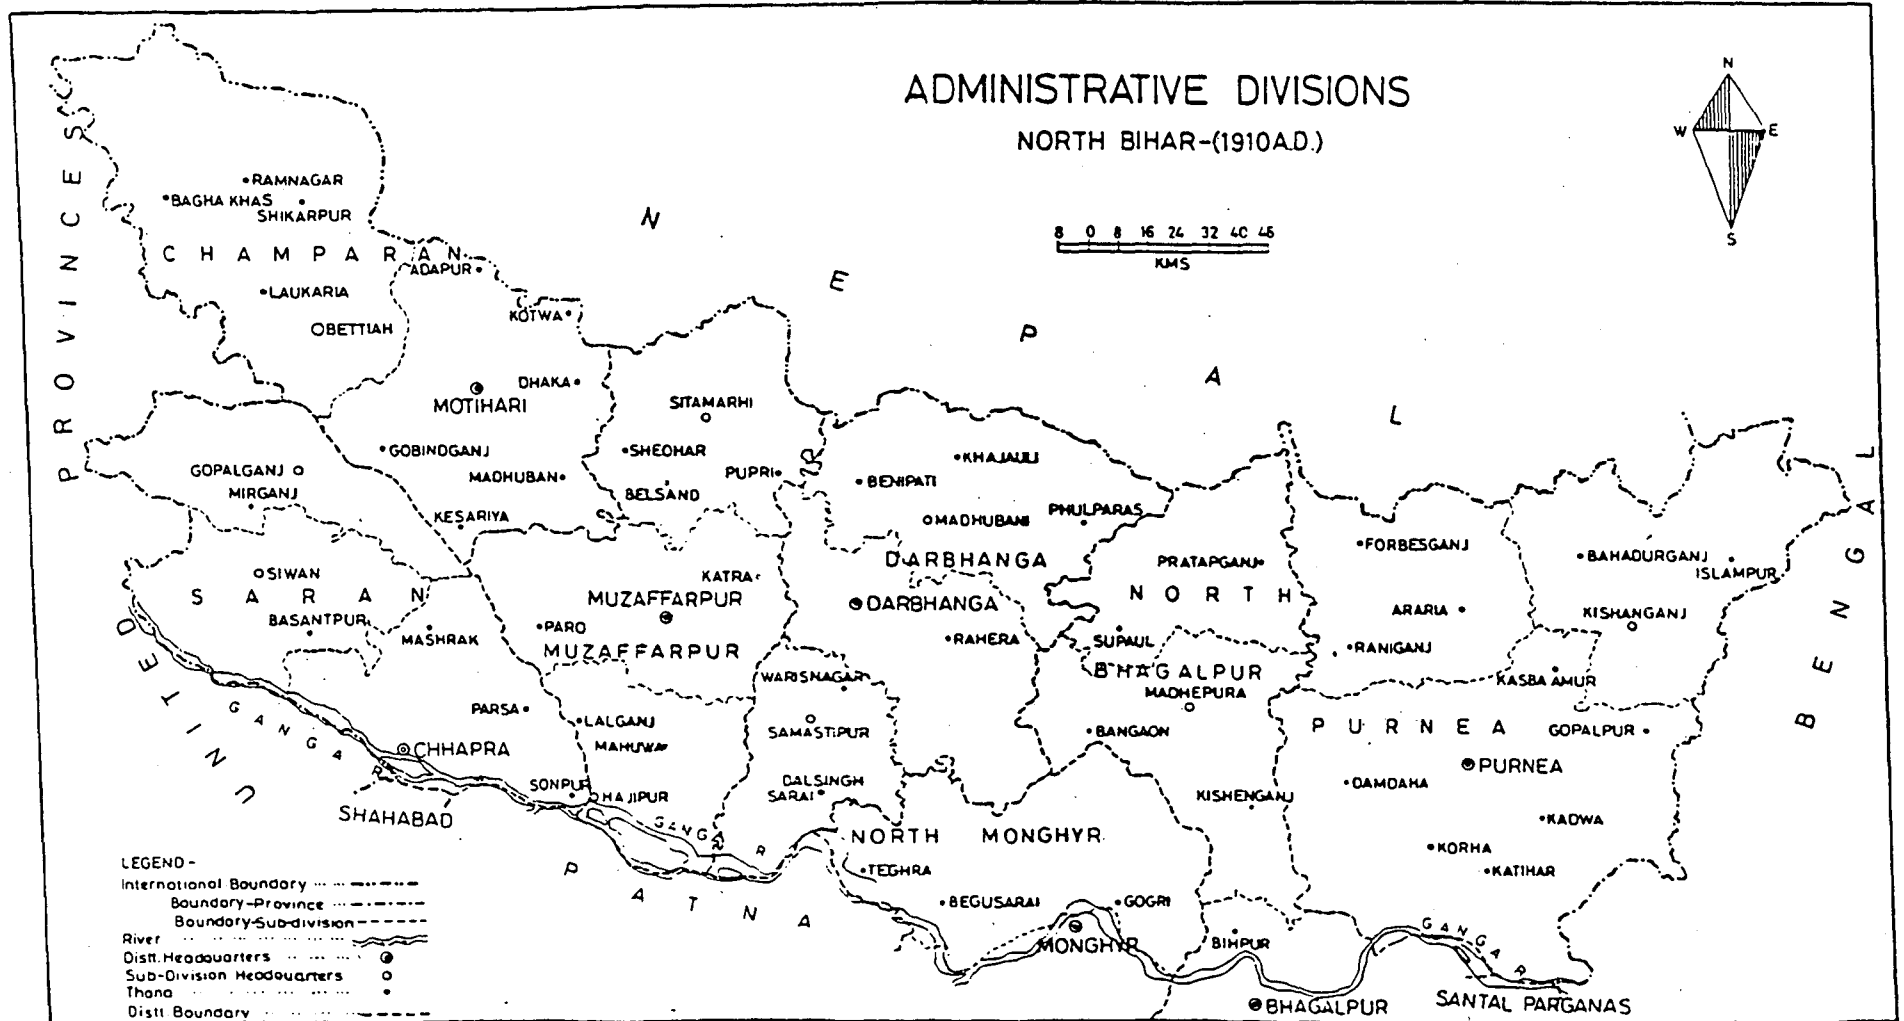 ADMINISTRATIVE DIVISIONS
NORTH BIHAR-(1910A.D.)
N
W E
S
8 0 8 16 24 32 40 46
KMS
N E P A L
UNITED PROVINCES
BENGAL
RAMNAGAR
BAGHA KHAS
SHIKARPUR
CHAMPARAN
ADAPUR
LAUKARIA
BETTIAH
KOTWA
DHAKA
MOTIHARI
SITAMARHI
GOBINDGANJ
SHEOHAR
MADHUBAN
PUPRI
BELSAND
KHAJAULI
BENIPATI
GOPALGANJ
MIRGANJ
KESARIYA
MADHUBANI
PHULPARAS
DARBHANGA
PRATAPGANJ
FORBESGANJ
BAHADURGANJ
ISLAMPUR
SIWAN
SARAN
BASANTPUR
MASHRAK
KATRA
MUZAFFARPUR
PARO
MUZAFFARPUR
DARBHANGA
RAHERA
NORTH
SUPAUL
BHAGALPUR
MADHEPURA
ARARIA
KISHANGANJ
RANIGANJ
KASBA AMUR
WARISNAGAR
PARSA
LALGANJ
MAHUWA
SAMASTIPUR
BANGAON
PURNEA
GOPALPUR
PURNEA
GANGA R
CHHAPRA
SONPUR
HAJIPUR
DALSINGH
SARAI
KISHENGANJ
DAMDAHA
SHAHABAD
GANGA R
NORTH MONGHYR
KADWA
KORHA
KATIHAR
TEGHRA
PATNA
BEGUSARAI
GOGRI
MONGHYR
BIHPUR
GANGA R
BHAGALPUR
SANTAL PARGANAS
LEGEND-
International Boundary
Boundary-Province
Boundary-Sub-division
River
Distt. Headquarters
Sub-Division Headquarters
Thana
Distt. Boundary